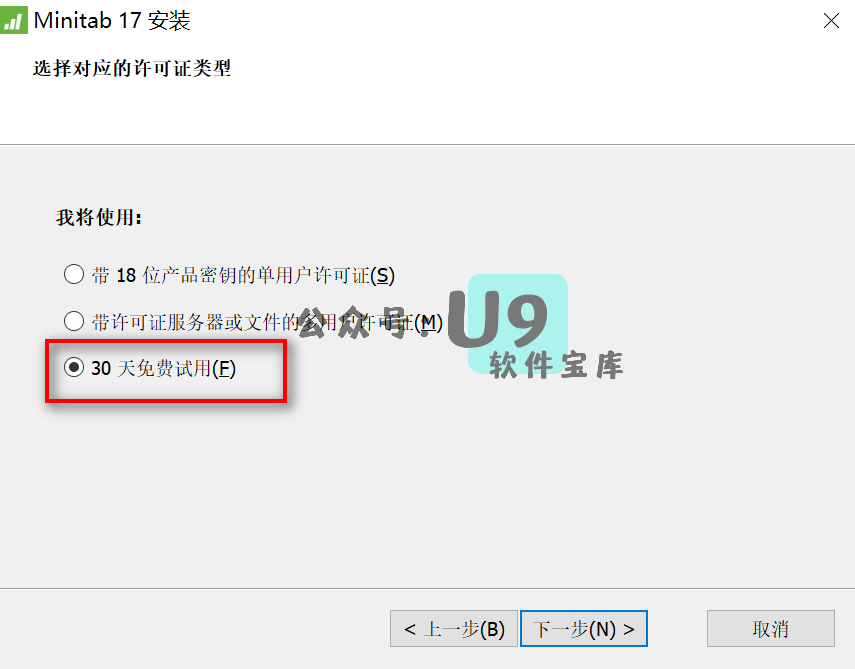 Minitab 17 安装
选择对应的许可证类型
我将使用:
带 18 位产品密钥的单用户许可证(S)
带许可证服务器或文件的多用户许可证(M)
公众号:U9
软件宝库
30 天免费试用(F)
< 上一步(B)
下一步(N) >
取消